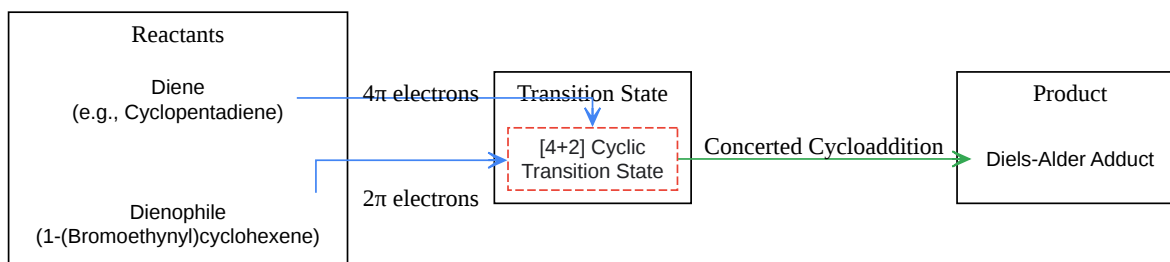 Reactants
Diene
(e.g., Cyclopentadiene)
Dienophile
(1-(Bromoethynyl)cyclohexene)
4π electrons
2π electrons
Transition State
[4+2] Cyclic
Transition State
Concerted Cycloaddition
Product
Diels-Alder Adduct